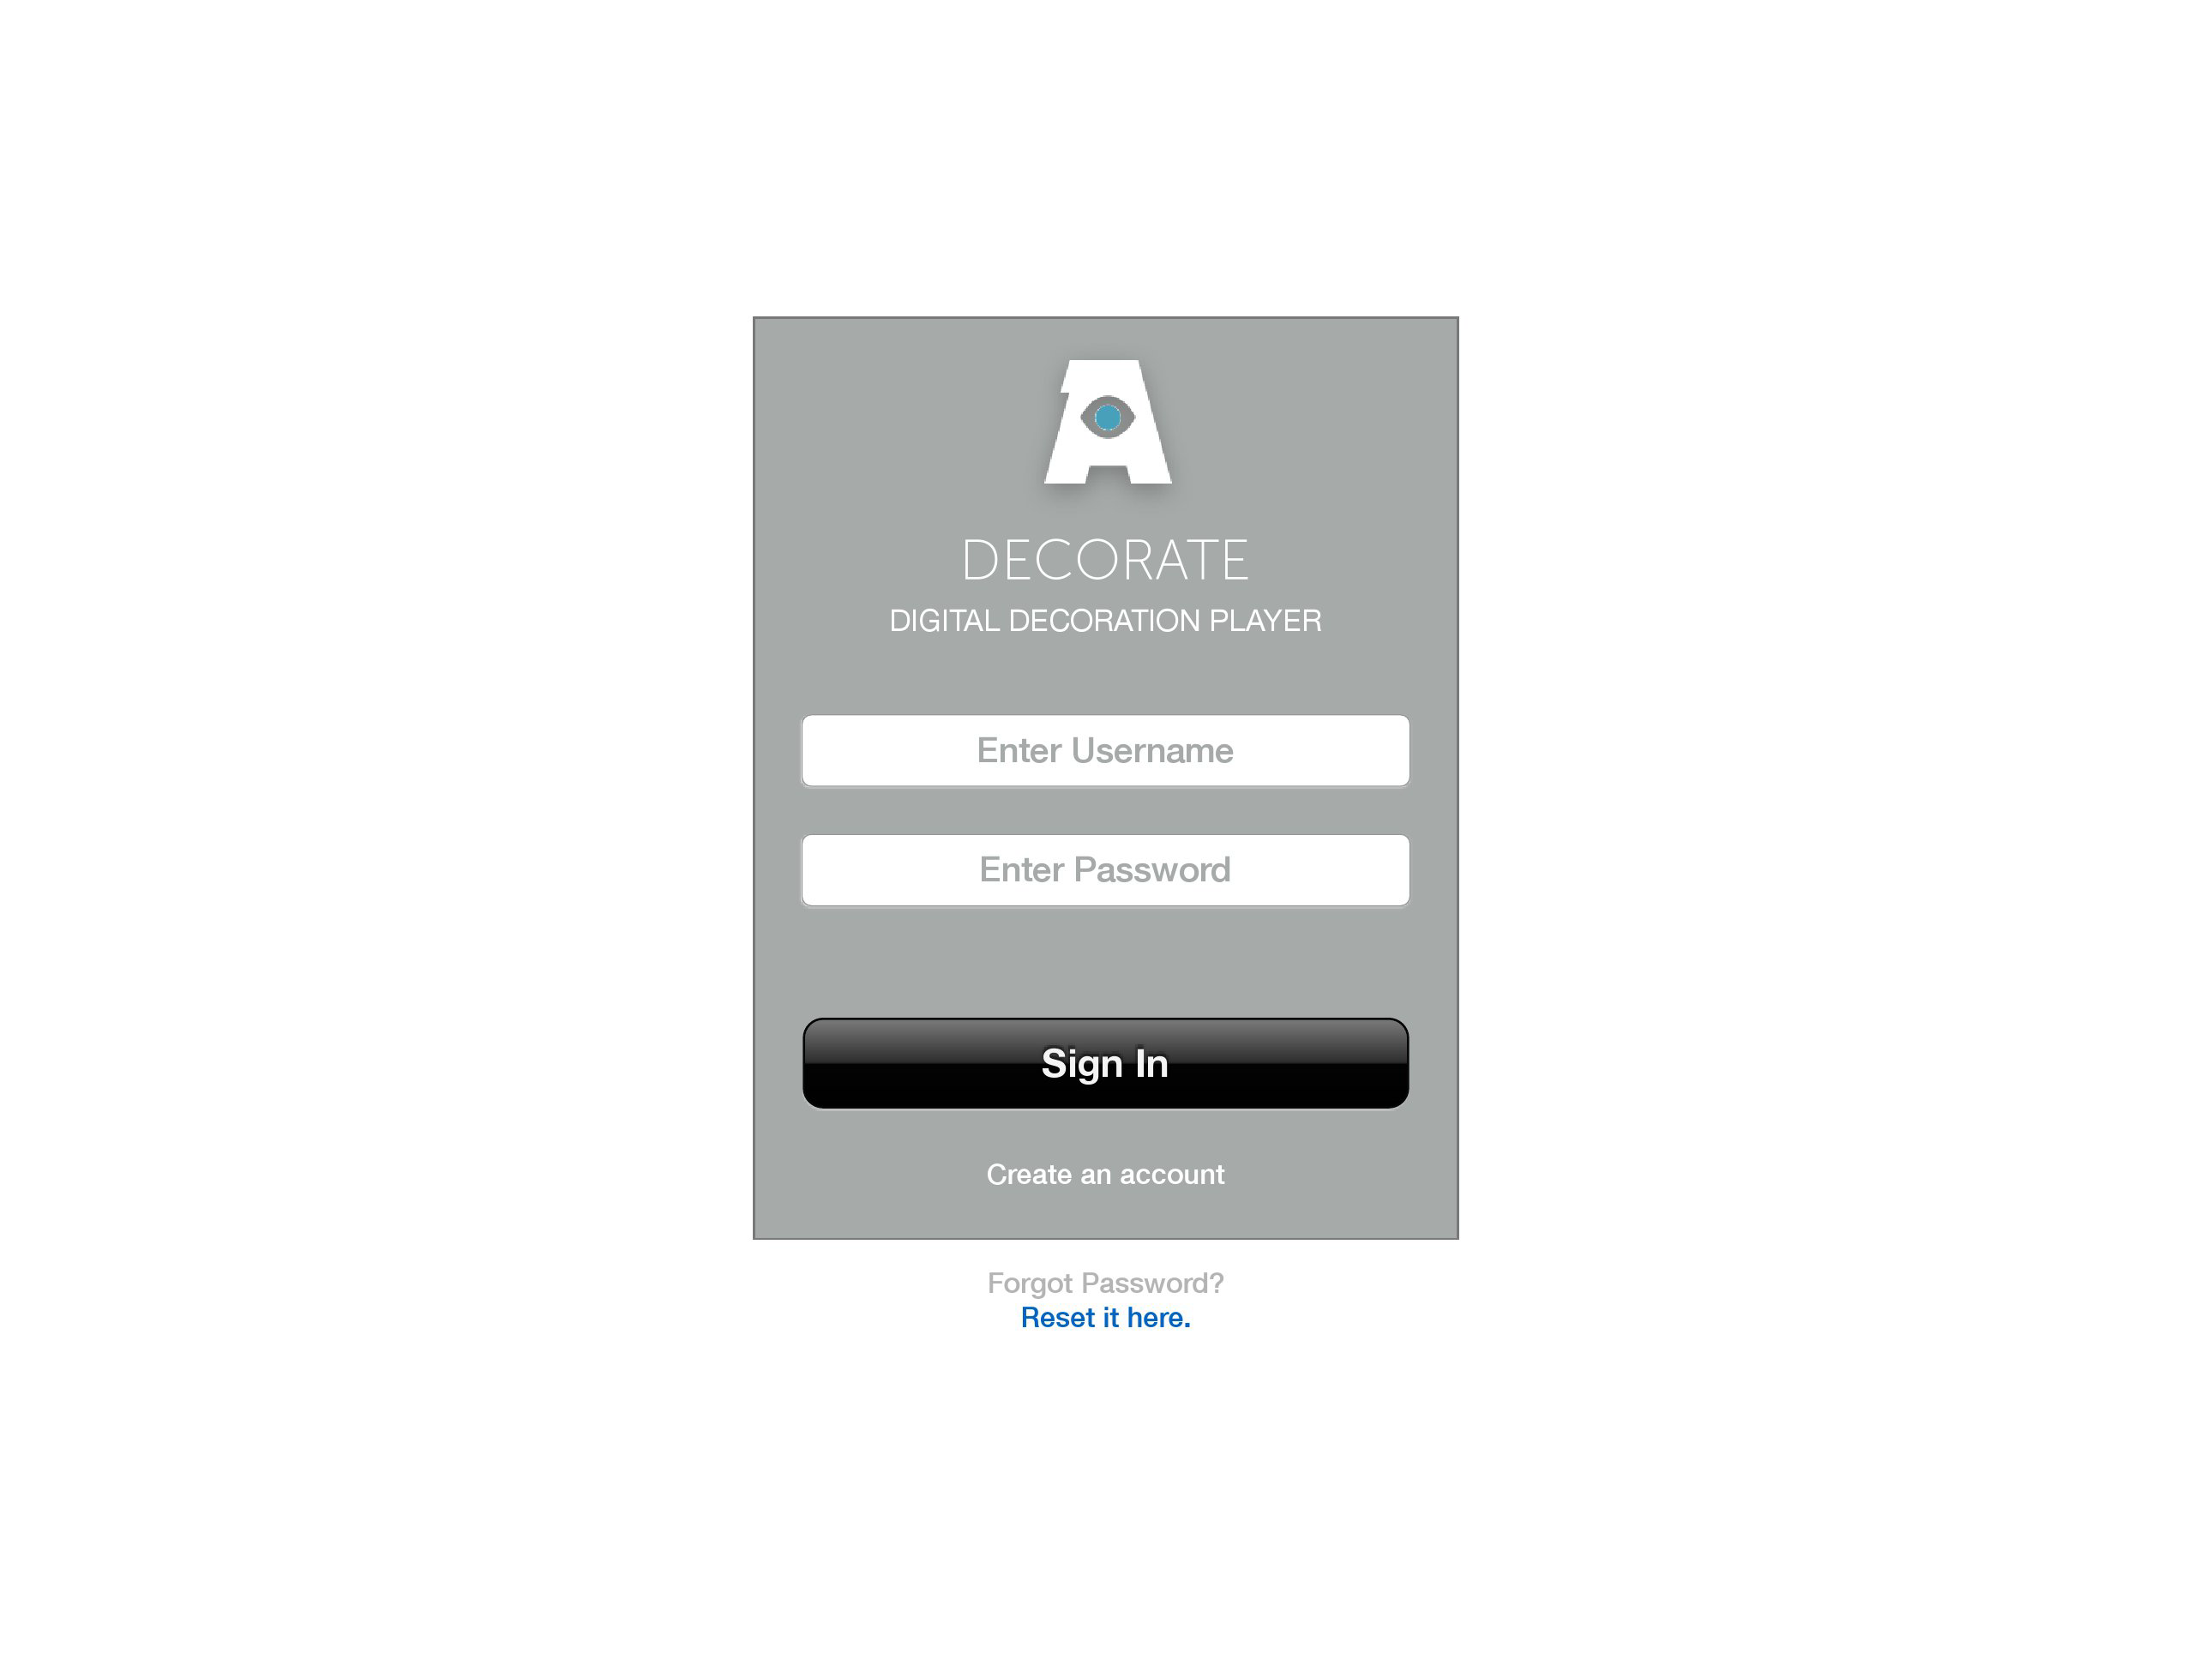 DECORATE
DIGITAL DECORATION PLAYER
Enter Username
Enter Password
Sign In
Create an account
Forgot Password?
Reset it here.